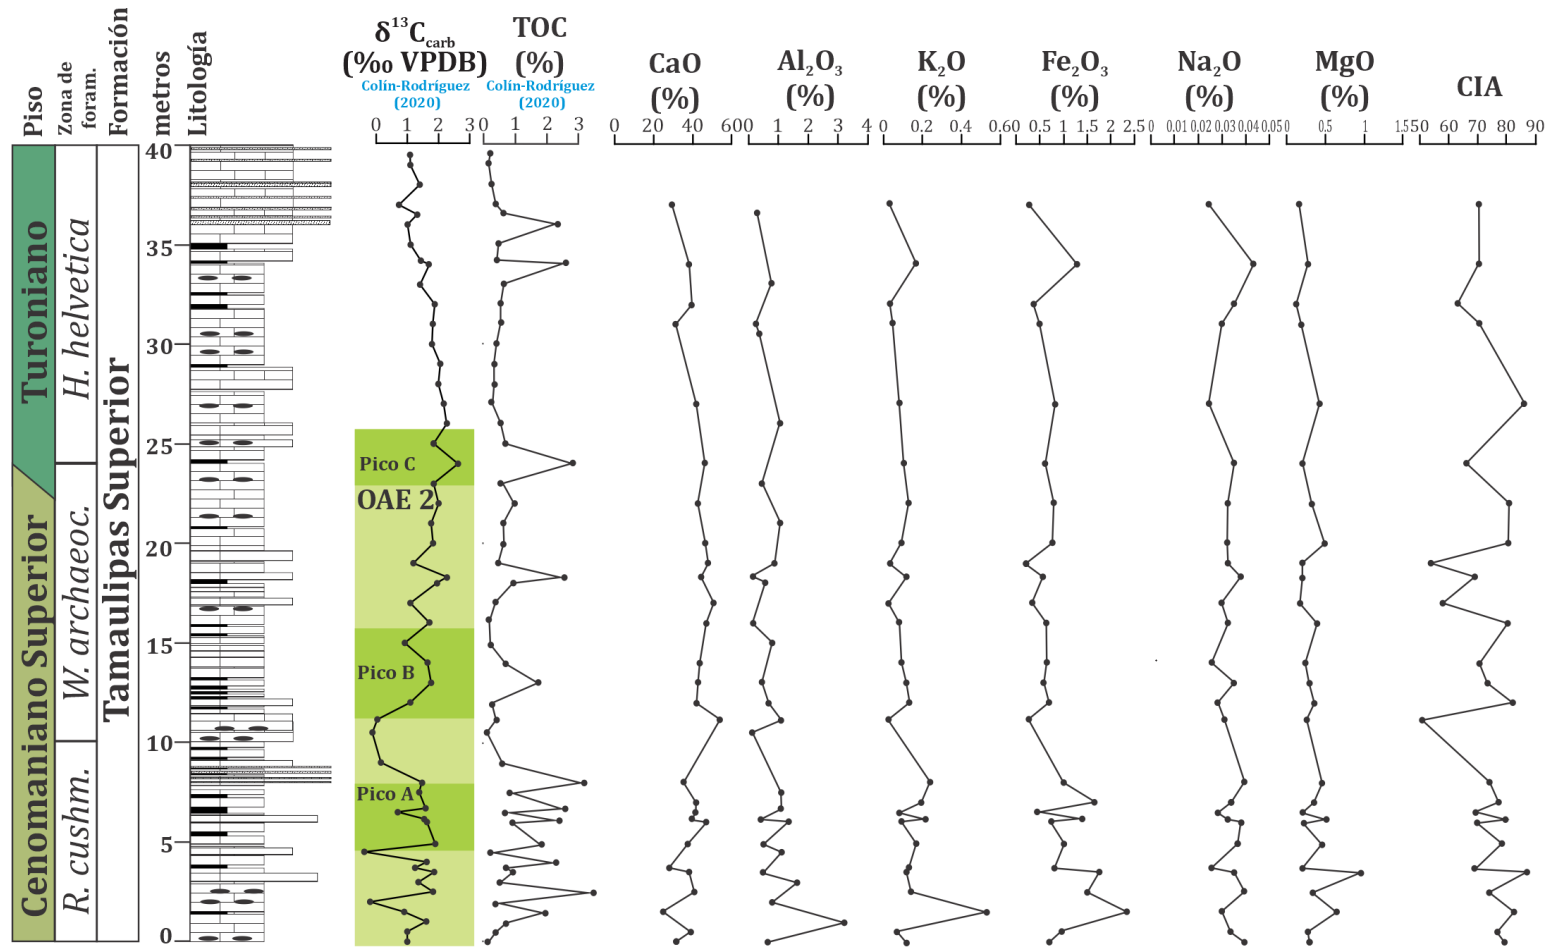 Piso
Zona de
foram.
Formación
metros
Litología
δ¹³C carb
(‰ VPDB)
Colín-Rodríguez
(2020)
0 1 2 3
TOC
(%)
Colín-Rodríguez
(2020)
0 1 2 3
CaO
(%)
0 20 40 60
Al₂O₃
(%)
0 1 2 3 4
K₂O
(%)
0 0.2 0.4 0.6
Fe₂O₃
(%)
0 0.5 1 1.5 2 2.5
Na₂O
(%)
0 0.01 0.02 0.03 0.04 0.05
MgO
(%)
0 0.5 1 1.5
CIA
50 60 70 80 90
Turoniano
Cenomaniano Superior
H. helvetica
W. archaeoc.
R. cushm.
Tamaulipas Superior
40
35
30
25
20
15
10
5
0
Pico C
OAE 2
Pico B
Pico A